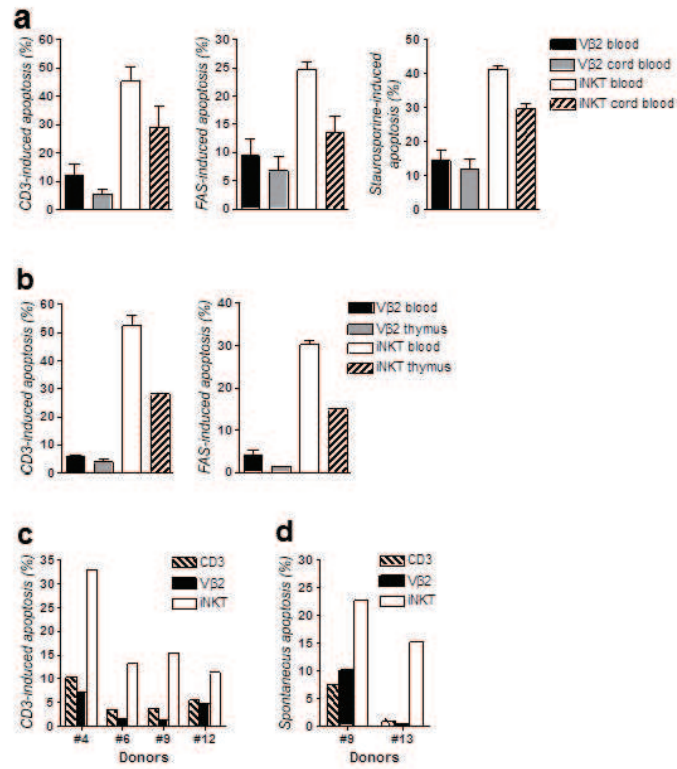 a
CD3-induced apoptosis (%)
60
50
40
30
20
10
0
FAS-induced apoptosis (%)
30
25
20
15
10
5
0
Staurosporine-induced
apoptosis (%)
50
40
30
20
10
0
Vβ2 blood
Vβ2 cord blood
iNKT blood
iNKT cord blood
b
CD3-induced apoptosis (%)
60
50
40
30
20
10
0
FAS-induced apoptosis (%)
40
30
20
10
0
Vβ2 blood
Vβ2 thymus
iNKT blood
iNKT thymus
c
CD3-induced apoptosis (%)
35
30
25
20
15
10
5
0
CD3
Vβ2
iNKT
#4 #6 #9 #12
Donors
d
Spontaneous apoptosis (%)
30
25
20
15
10
5
0
CD3
Vβ2
iNKT
#9 #13
Donors